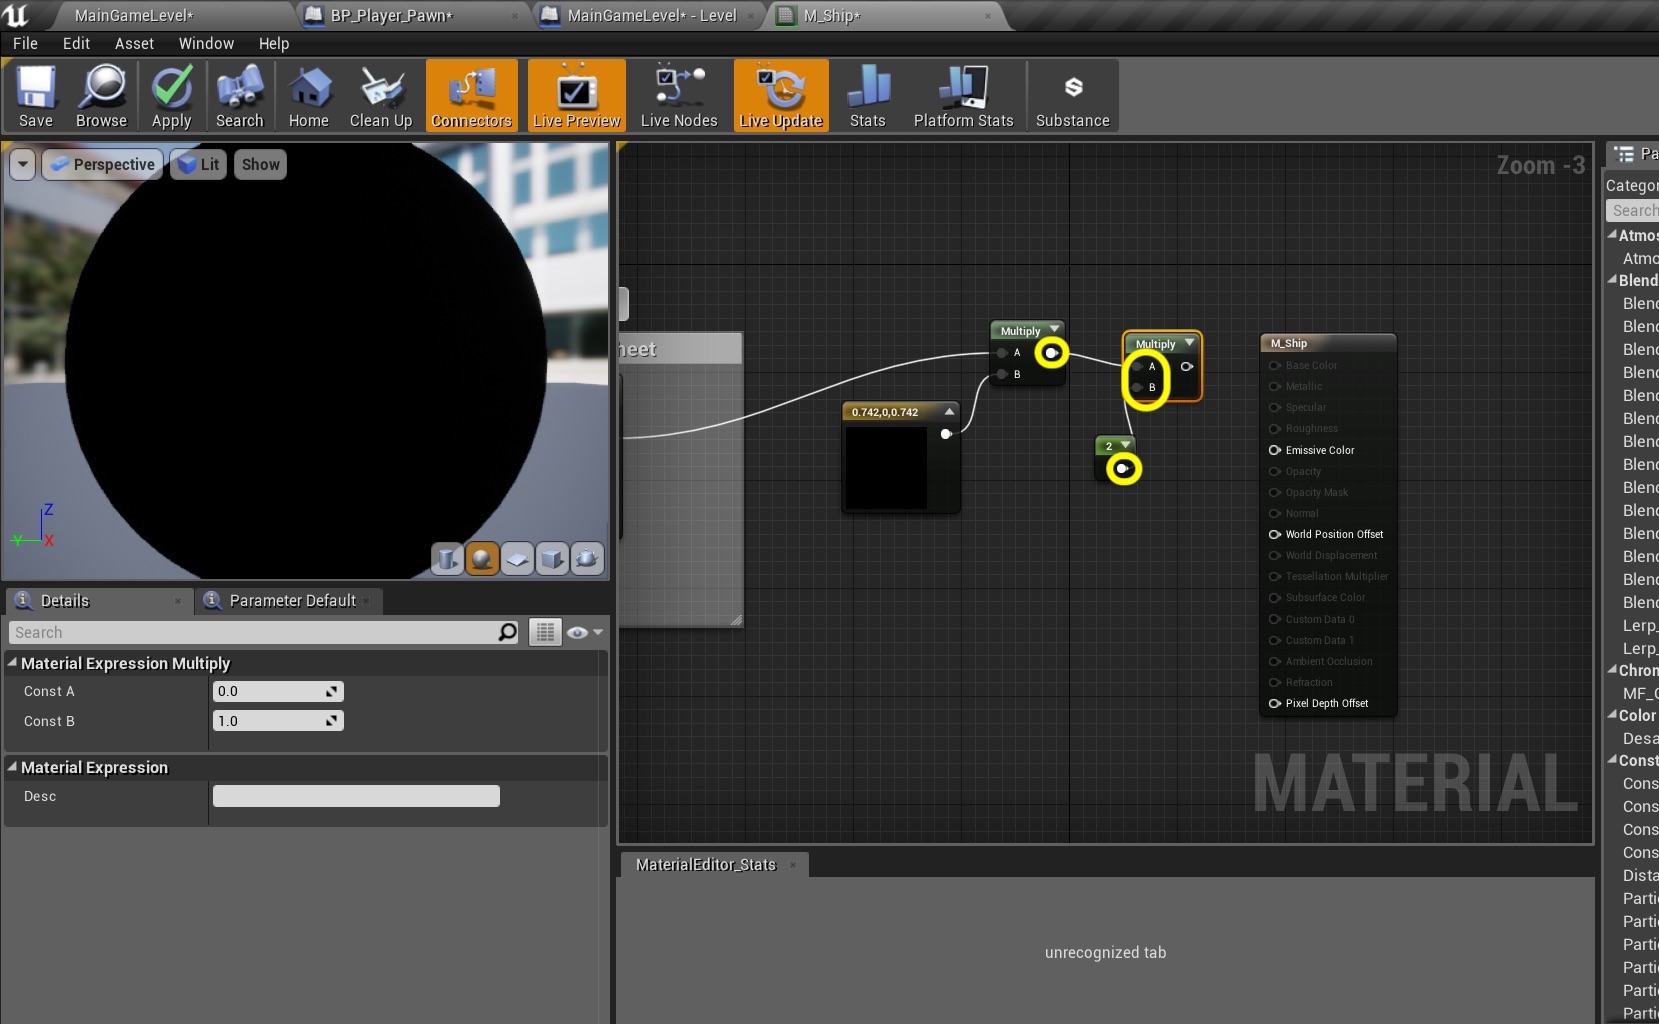 MainGameLevel*
BP_Player_Pawn*
MainGameLevel* - Level
M_Ship*
File Edit Asset Window Help
Save Browse Apply Search Home Clean Up Connectors Live Preview Live Nodes Live Update Stats Platform Stats Substance
Perspective Lit Show
Z
Y X
Details
Parameter Default
Search
Material Expression Multiply
Const A 0.0
Const B 1.0
Material Expression
Desc
Zoom -3
heet
Multiply
A
B
0.742,0,0.742
Multiply
A
B
2
M_Ship
Base Color
Metallic
Specular
Roughness
Emissive Color
Opacity
Opacity Mask
Normal
World Position Offset
World Displacement
Tessellation Multiplier
Subsurface Color
Custom Data 0
Custom Data 1
Ambient Occlusion
Refraction
Pixel Depth Offset
MATERIAL
MaterialEditor_Stats
unrecognized tab
Pa
Categor
Search
Atmos
Atmo
Blend
Blenc
Blenc
Blenc
Blenc
Blenc
Blenc
Blenc
Blenc
Blenc
Blenc
Blenc
Blenc
Blenc
Blenc
Lerp_
Lerp_
Chron
MF_C
Color
Desa
Const
Cons
Cons
Cons
Cons
Dista
Parti
Parti
Parti
Parti
Parti
Parti